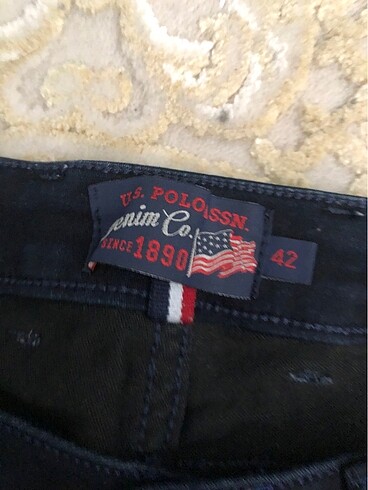 U.S. POLO ASSN.
Denim Co.
SINCE 1890
42